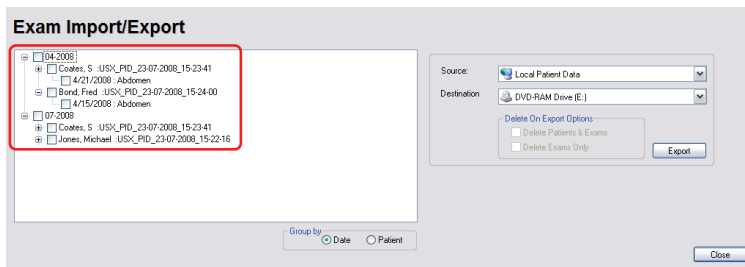 Exam Import/Export
04-2008
Coates, S :USX_PID_23-07-2008_15-23-41
4/21/2008 : Abdomen
Bond, Fred :USX_PID_23-07-2008_15-24-00
4/15/2008 : Abdomen
07-2008
Coates, S :USX_PID_23-07-2008_15-23-41
Jones, Michael :USX_PID_23-07-2008_15-22-16
Group by
Date Patient
Source: Local Patient Data
Destination DVD-RAM Drive (E:)
Delete On Export Options
Delete Patients & Exams
Delete Exams Only
Export
Close